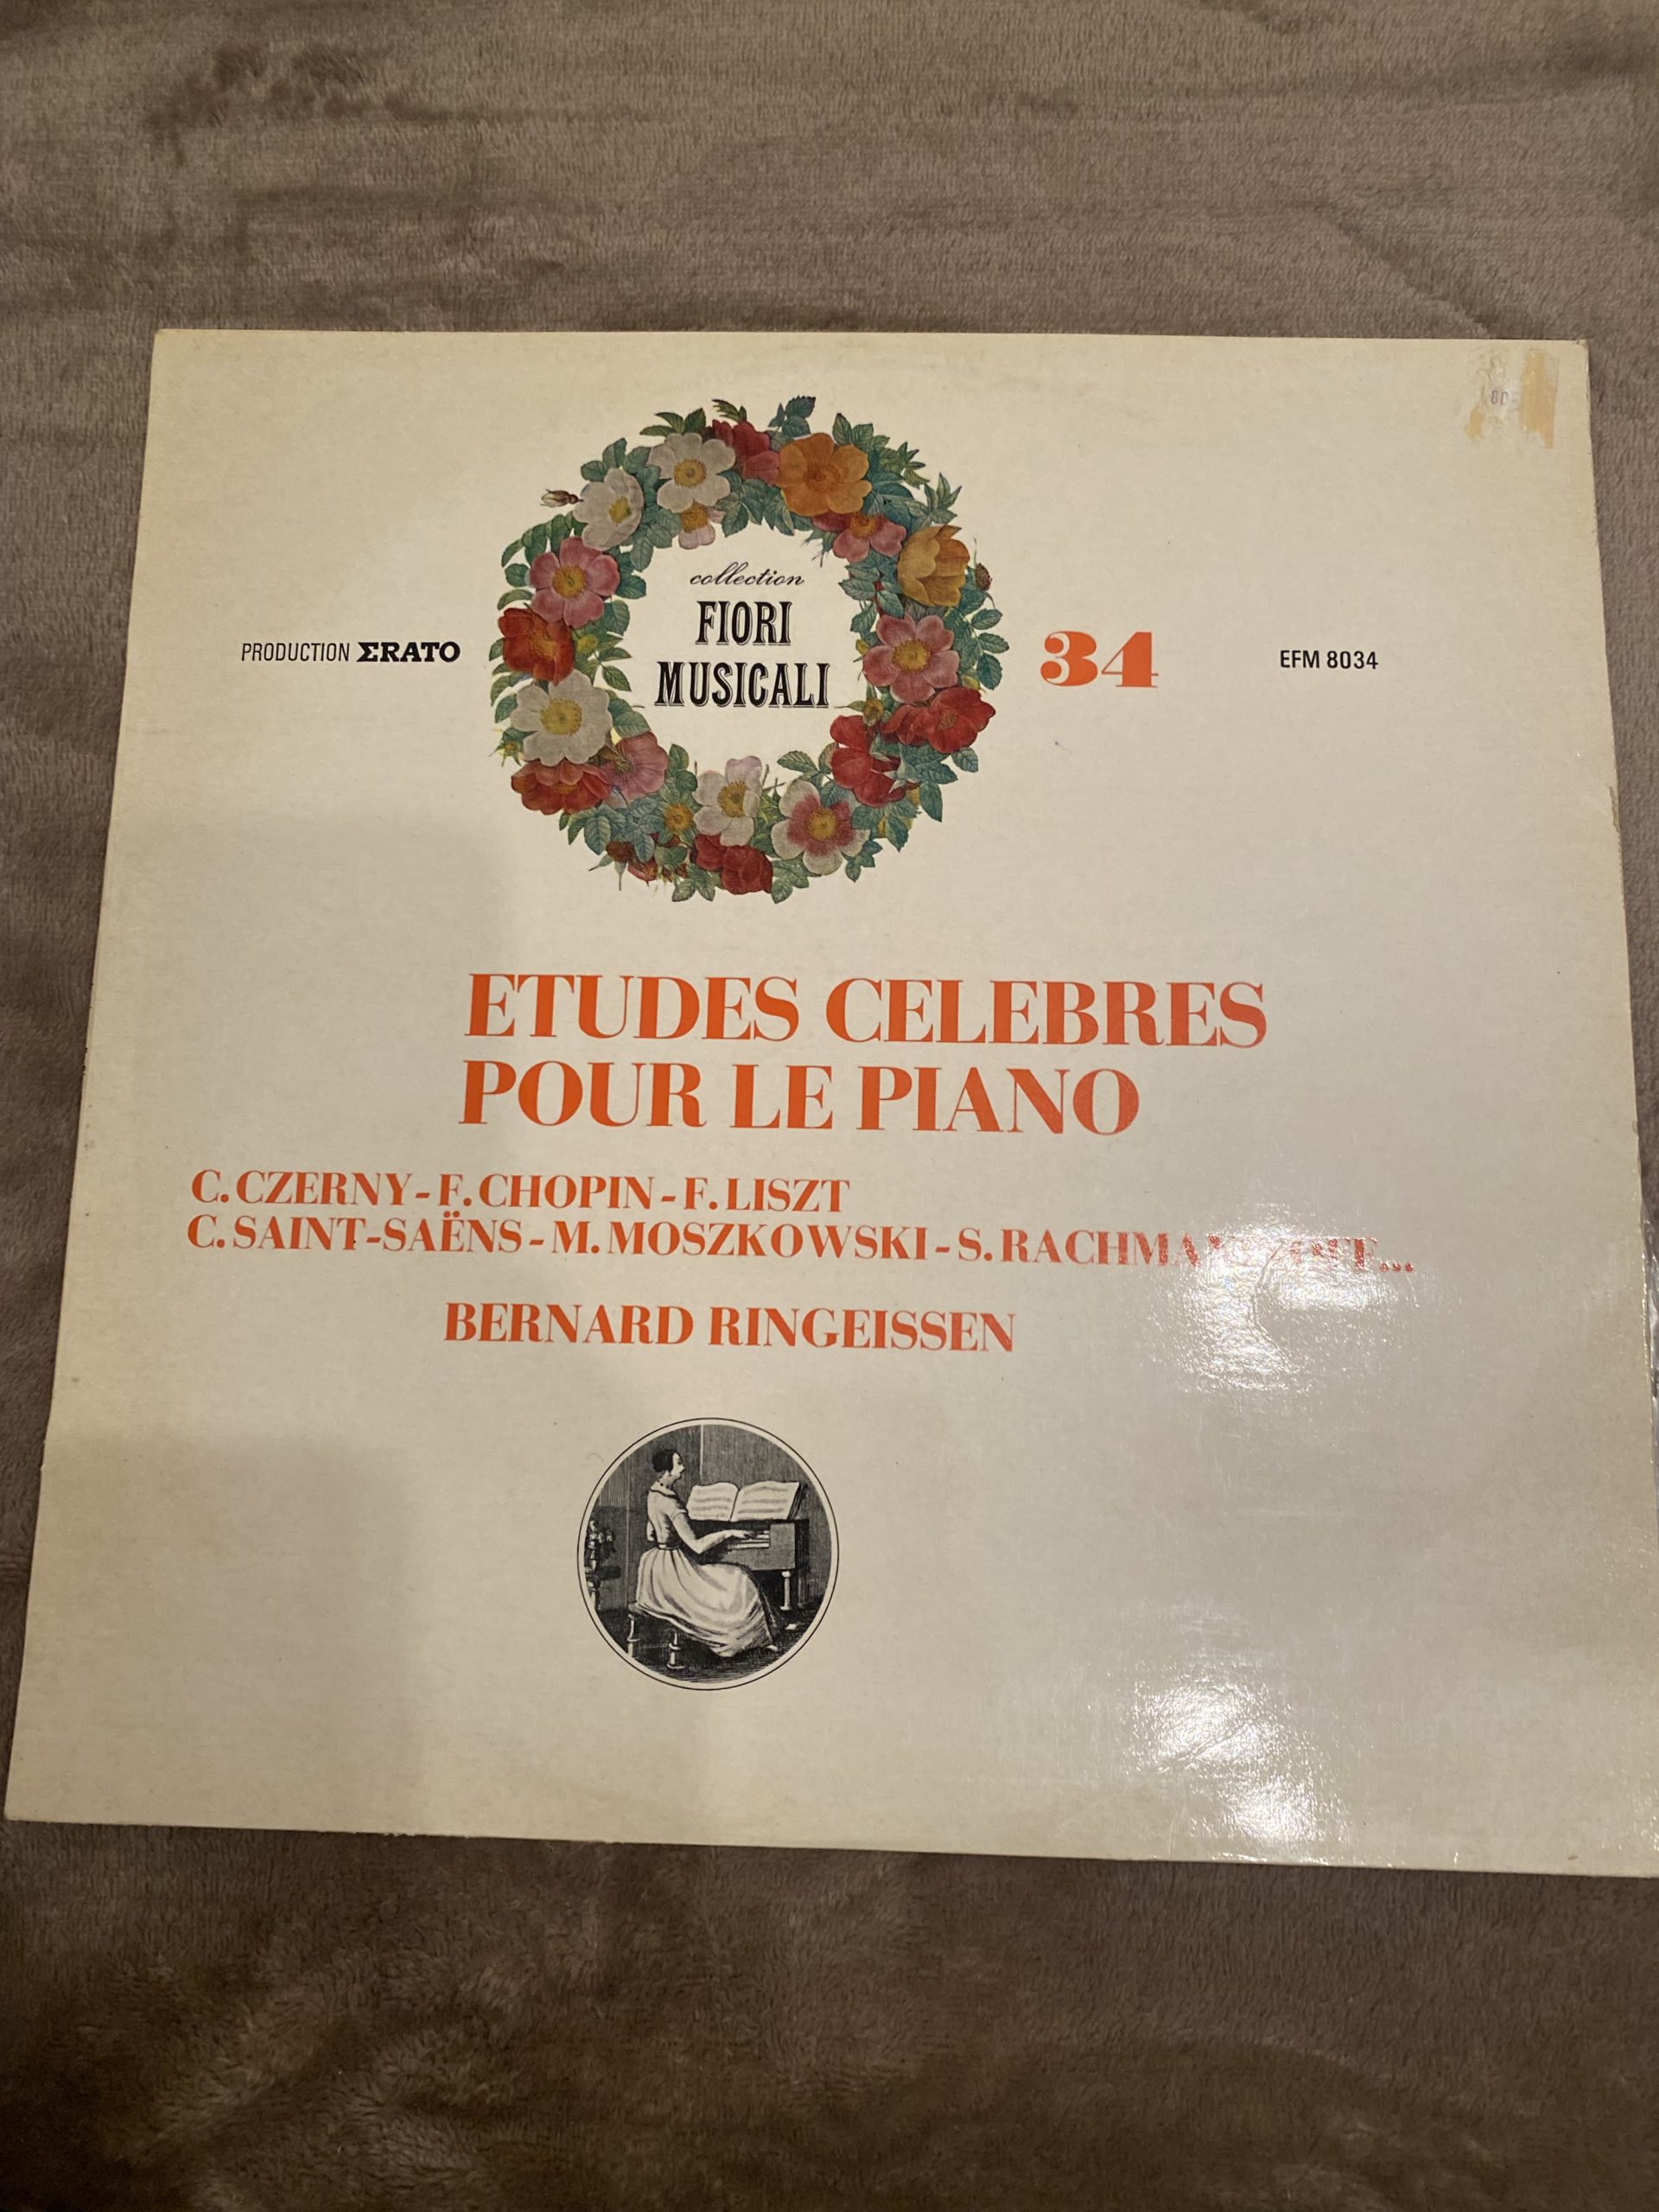 collection
FIORI
MUSICALI
PRODUCTION ΣRATO
34
EFM 8034
ETUDES CELEBRES
POUR LE PIANO
C. CZERNY - F. CHOPIN - F. LISZT
C. SAINT-SAËNS - M. MOSZKOWSKI - S.
BERNARD RINGEISSEN